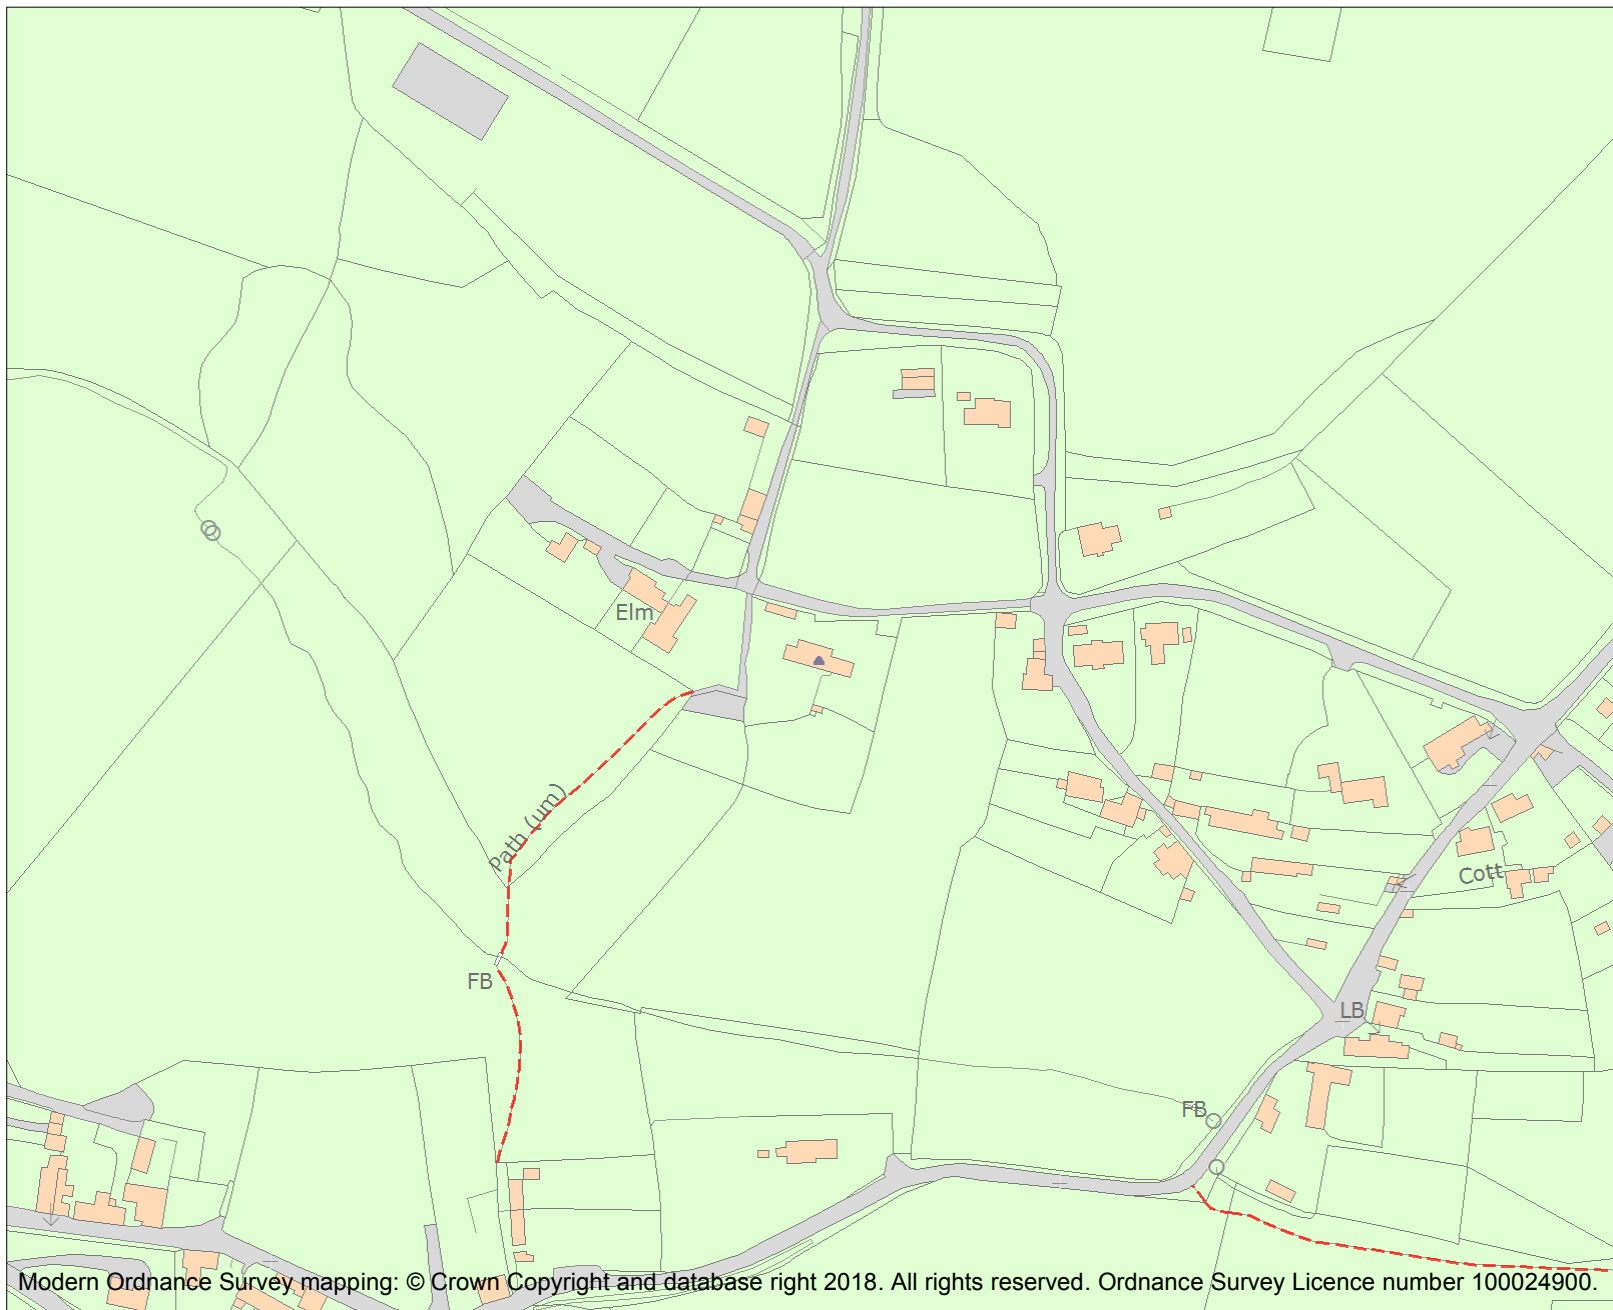 Elm
Path (um)
Cott
FB
LB
FB
Modern Ordnance Survey mapping: © Crown Copyright and database right 2018. All rights reserved. Ordnance Survey Licence number 100024900.